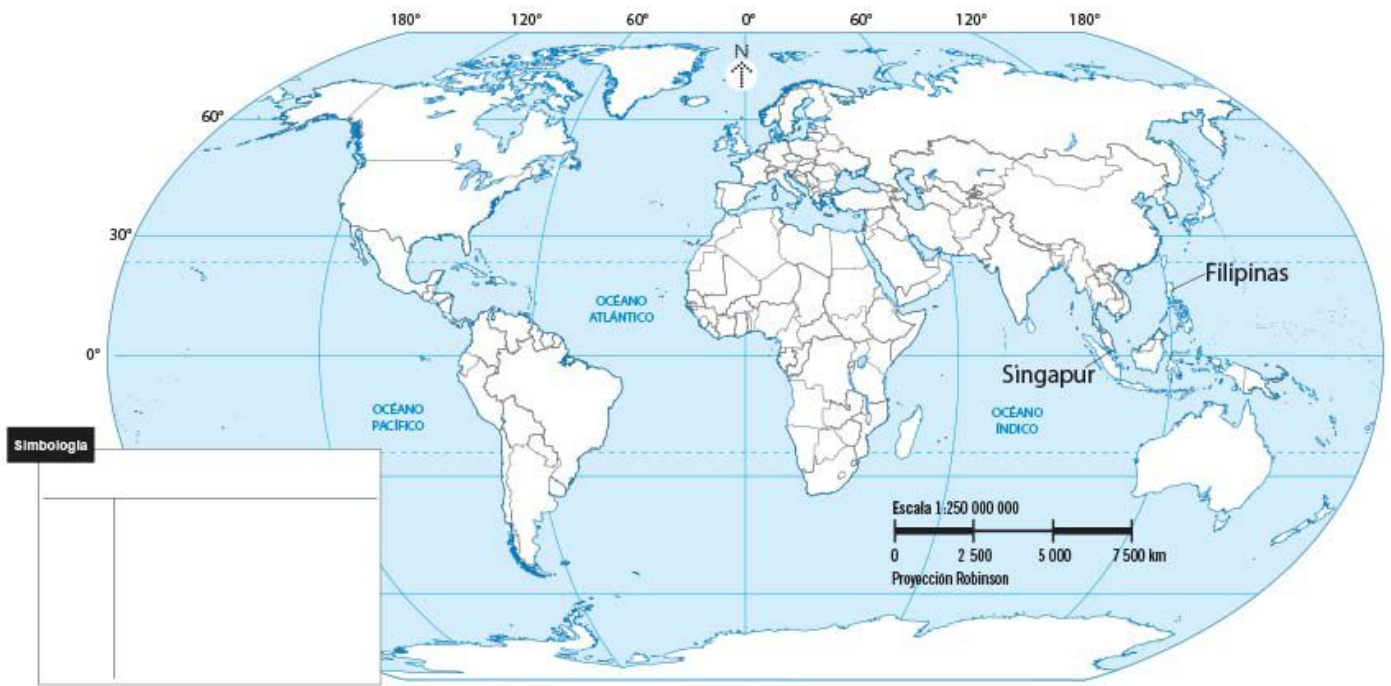 180° 120° 60° 0° 60° 120° 180°
N
60°
30°
Filipinas
OCÉANO
ATLÁNTICO
0°
Singapur
OCÉANO
PACÍFICO
OCÉANO
ÍNDICO
Simbología
Escala 1:250 000 000
0 2 500 5 000 7 500 km
Proyección Robinson